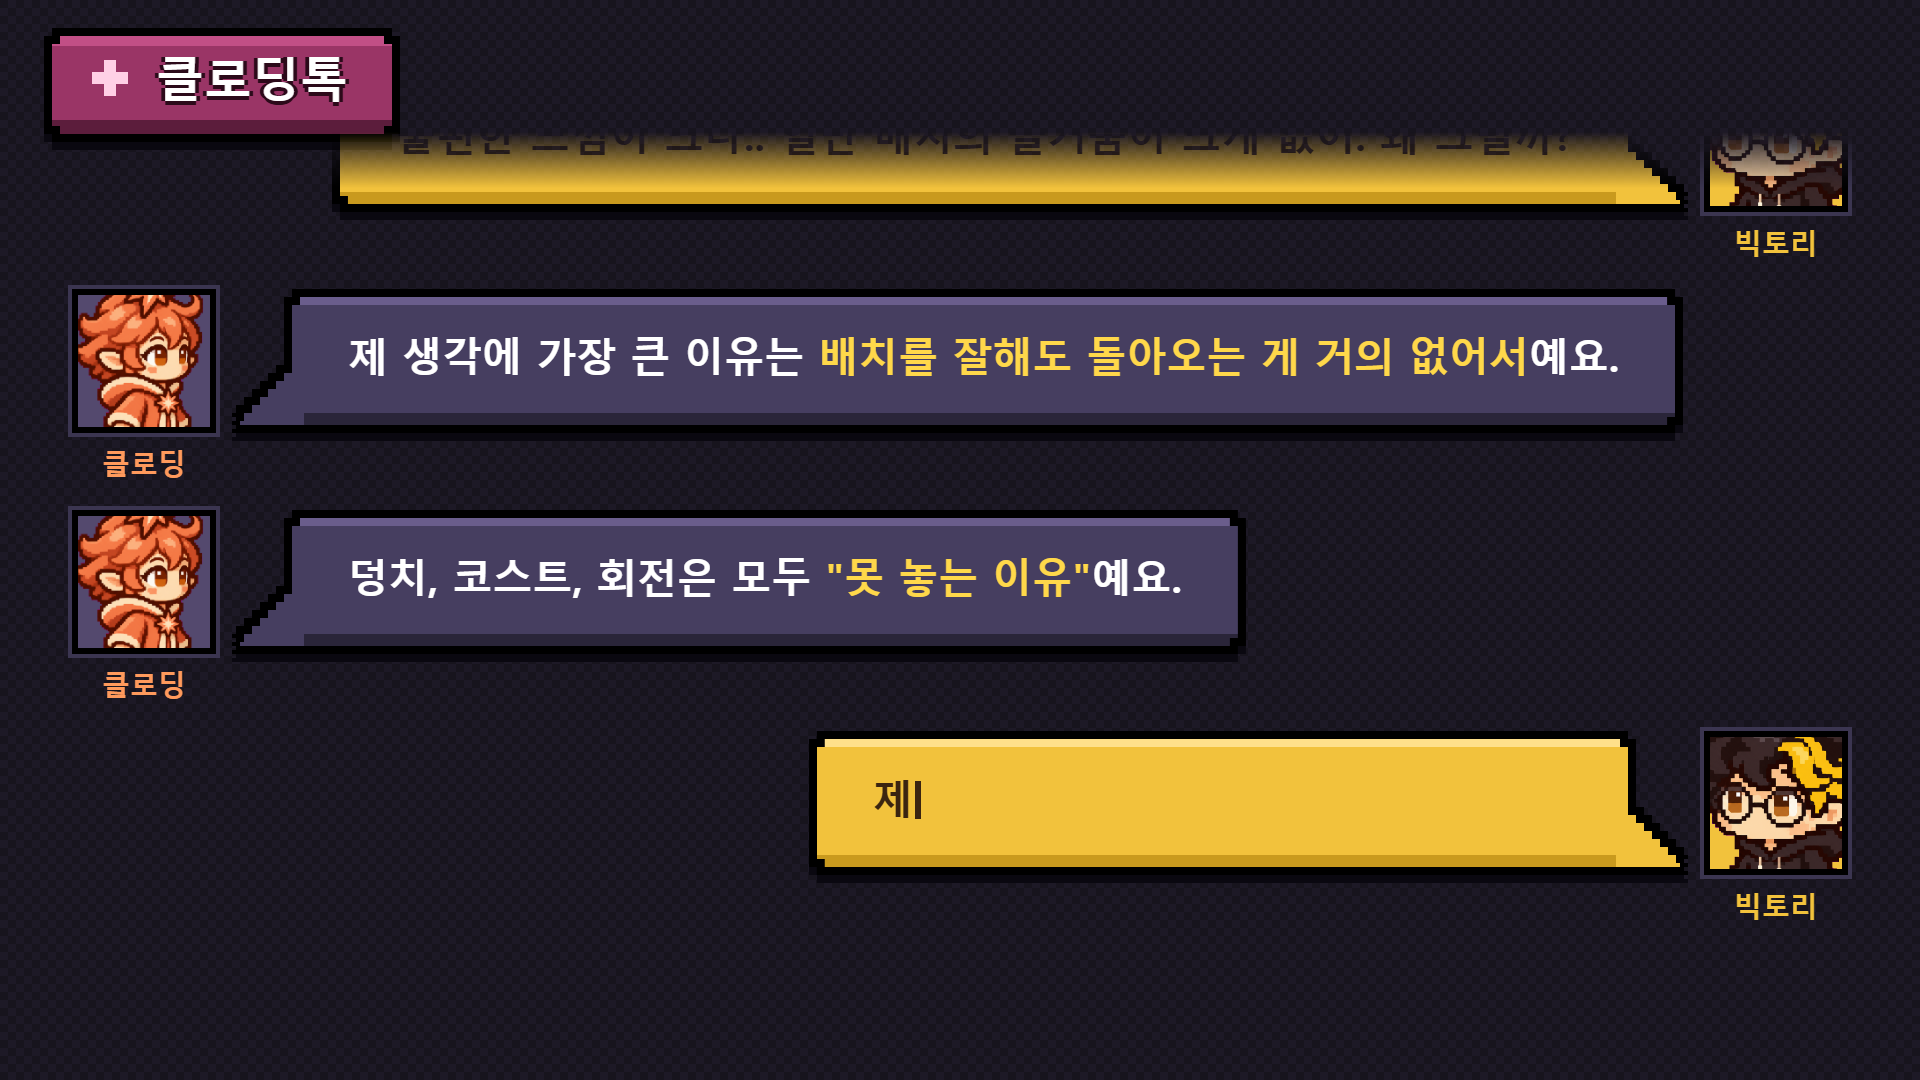 클로딩톡
빅토리
제 생각에 가장 큰 이유는 배치를 잘해도 돌아오는 게 거의 없어서예요.
클로딩
덩치, 코스트, 회전은 모두 "못 놓는 이유"예요.
클로딩
제
빅토리